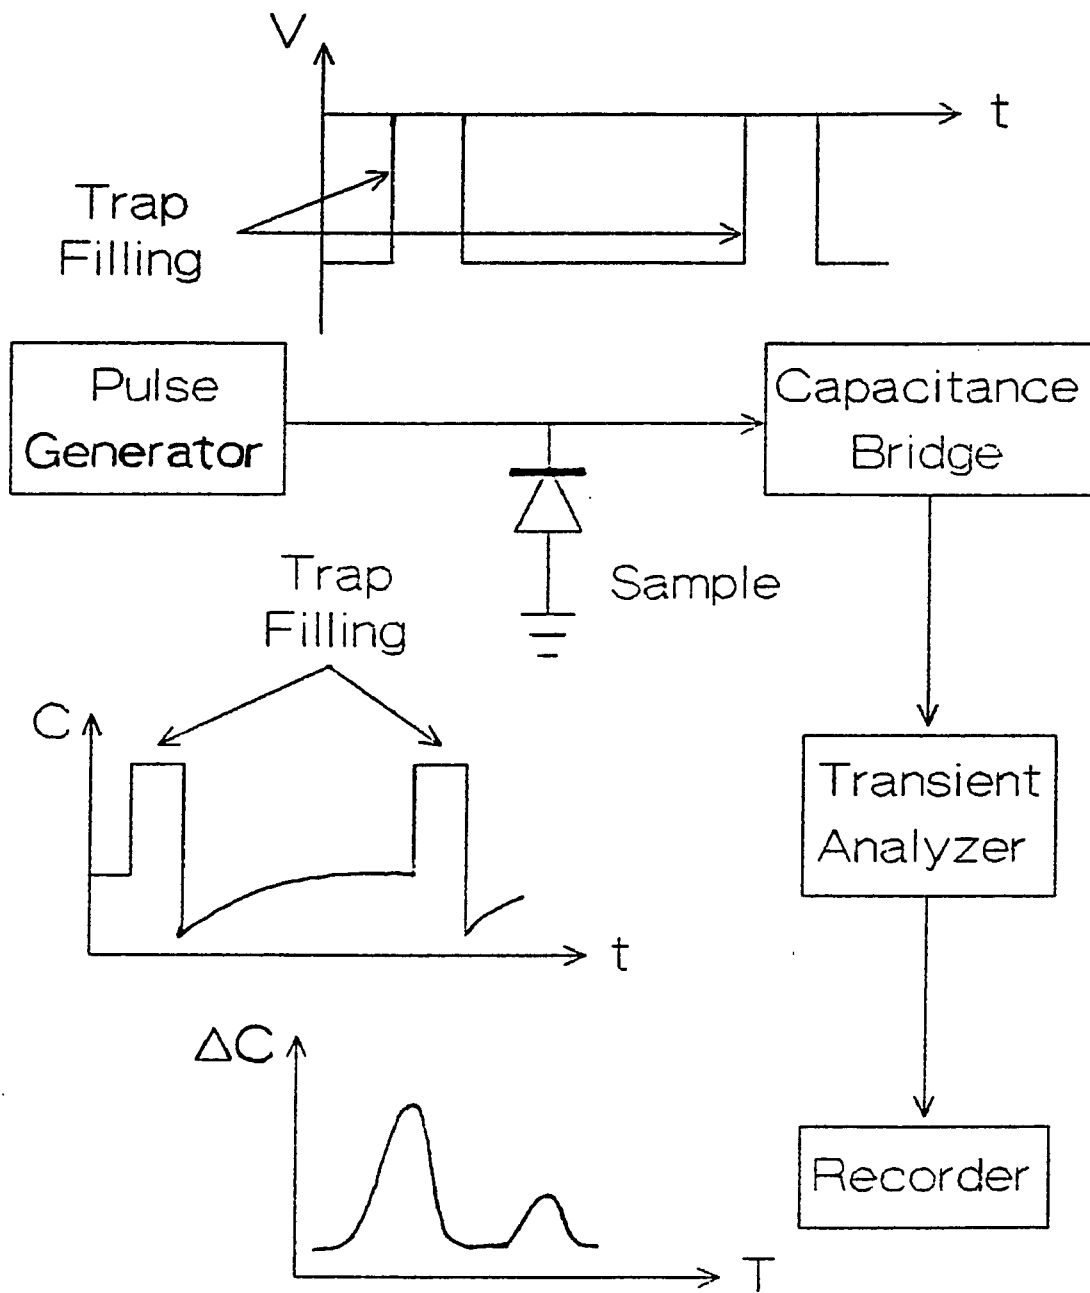 V
t
Trap
Filling
Pulse
Generator
Capacitance
Bridge
Trap
Filling
Sample
C
t
Transient
Analyzer
ΔC
T
Recorder